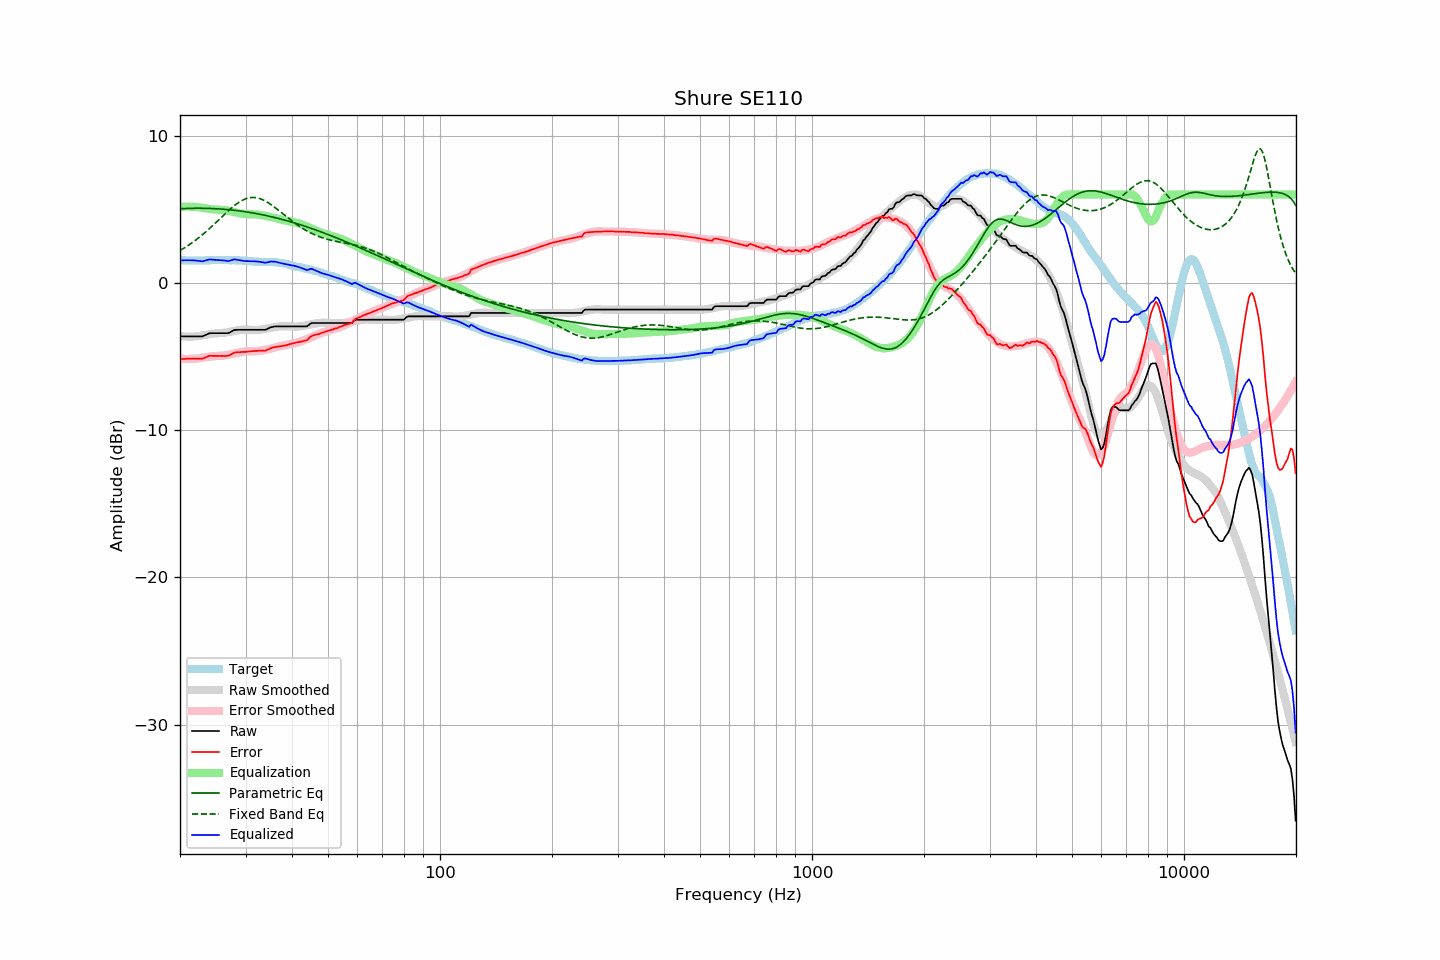 Shure SE110
10
0
−10
−20
−30
Amplitude (dBr)
Target
Raw Smoothed
Error Smoothed
Raw
Error
Equalization
Parametric Eq
Fixed Band Eq
Equalized
100
1000
10000
Frequency (Hz)